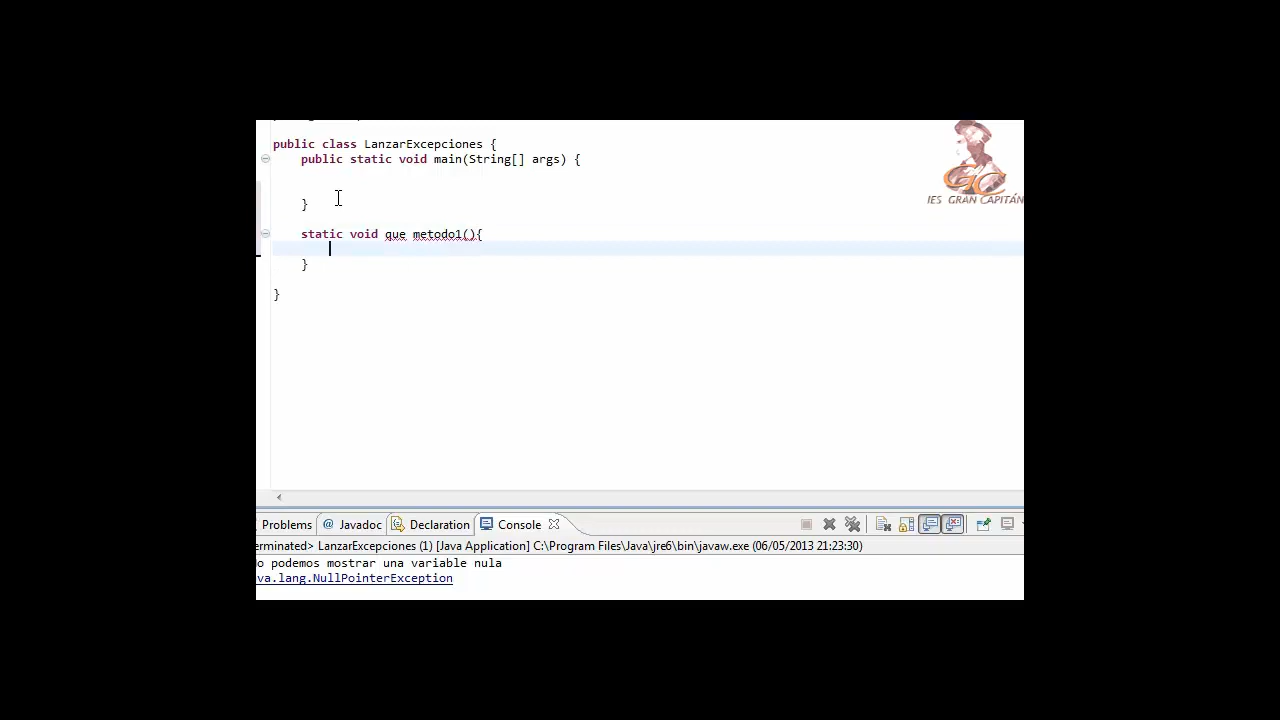 public class LanzarExcepciones {
public static void main(String[] args) {
}
static void que metodo1(){
}
}
GC
IES GRAN CAPITÁN
Problems @ Javadoc Declaration Console
erminated> LanzarExcepciones (1) [Java Application] C:\Program Files\Java\jre6\bin\javaw.exe (06/05/2013 21:23:30)
o podemos mostrar una variable nula
va.lang.NullPointerException